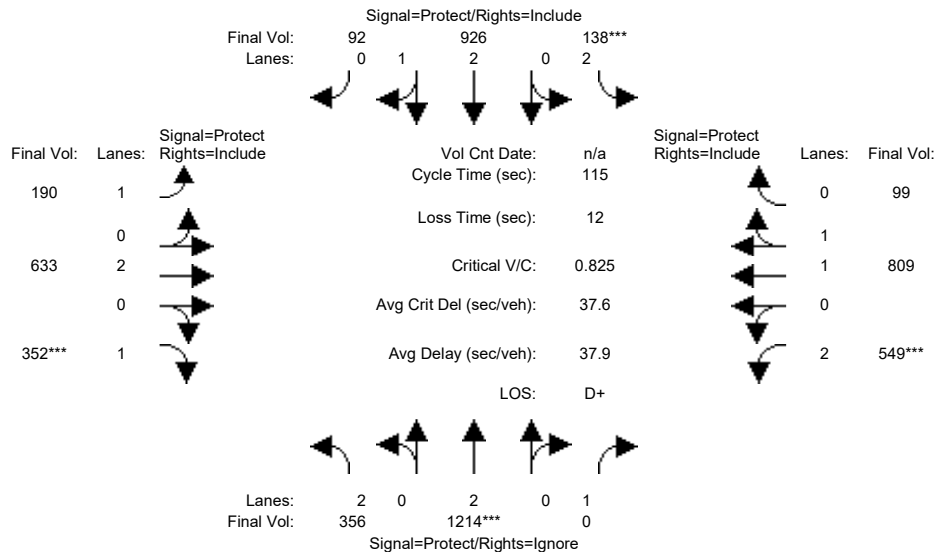 Signal=Protect/Rights=Include
Final Vol: 92 926 138***
Lanes: 0 1 2 0 2
Signal=Protect
Final Vol: Lanes: Rights=Include
Vol Cnt Date: n/a
Signal=Protect
Rights=Include Lanes: Final Vol:
Cycle Time (sec): 115
190 1
0 99
Loss Time (sec): 12
0
1
633 2
Critical V/C: 0.825
1 809
0
Avg Crit Del (sec/veh): 37.6
0
352*** 1
Avg Delay (sec/veh): 37.9
2 549***
LOS: D+
Lanes: 2 0 2 0 1
Final Vol: 356 1214*** 0
Signal=Protect/Rights=Ignore